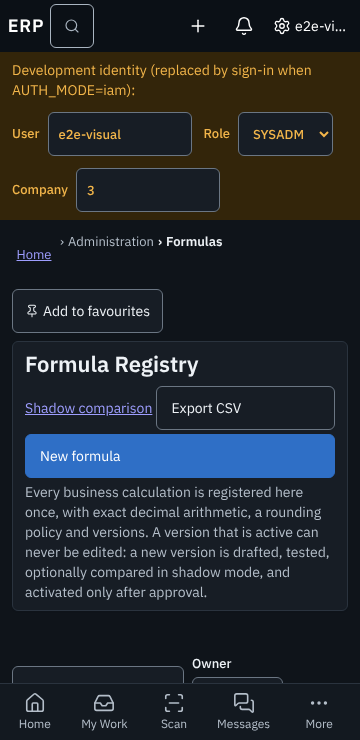 ERP
e2e-vi...
Development identity (replaced by sign-in when
AUTH_MODE=iam):
User e2e-visual Role SYSADM
Company 3
Home › Administration › Formulas
Add to favourites
Formula Registry
Shadow comparison Export CSV
New formula
Every business calculation is registered here
once, with exact decimal arithmetic, a rounding
policy and versions. A version that is active can
never be edited: a new version is drafted, tested,
optionally compared in shadow mode, and
activated only after approval.
Owner
Home My Work Scan Messages More